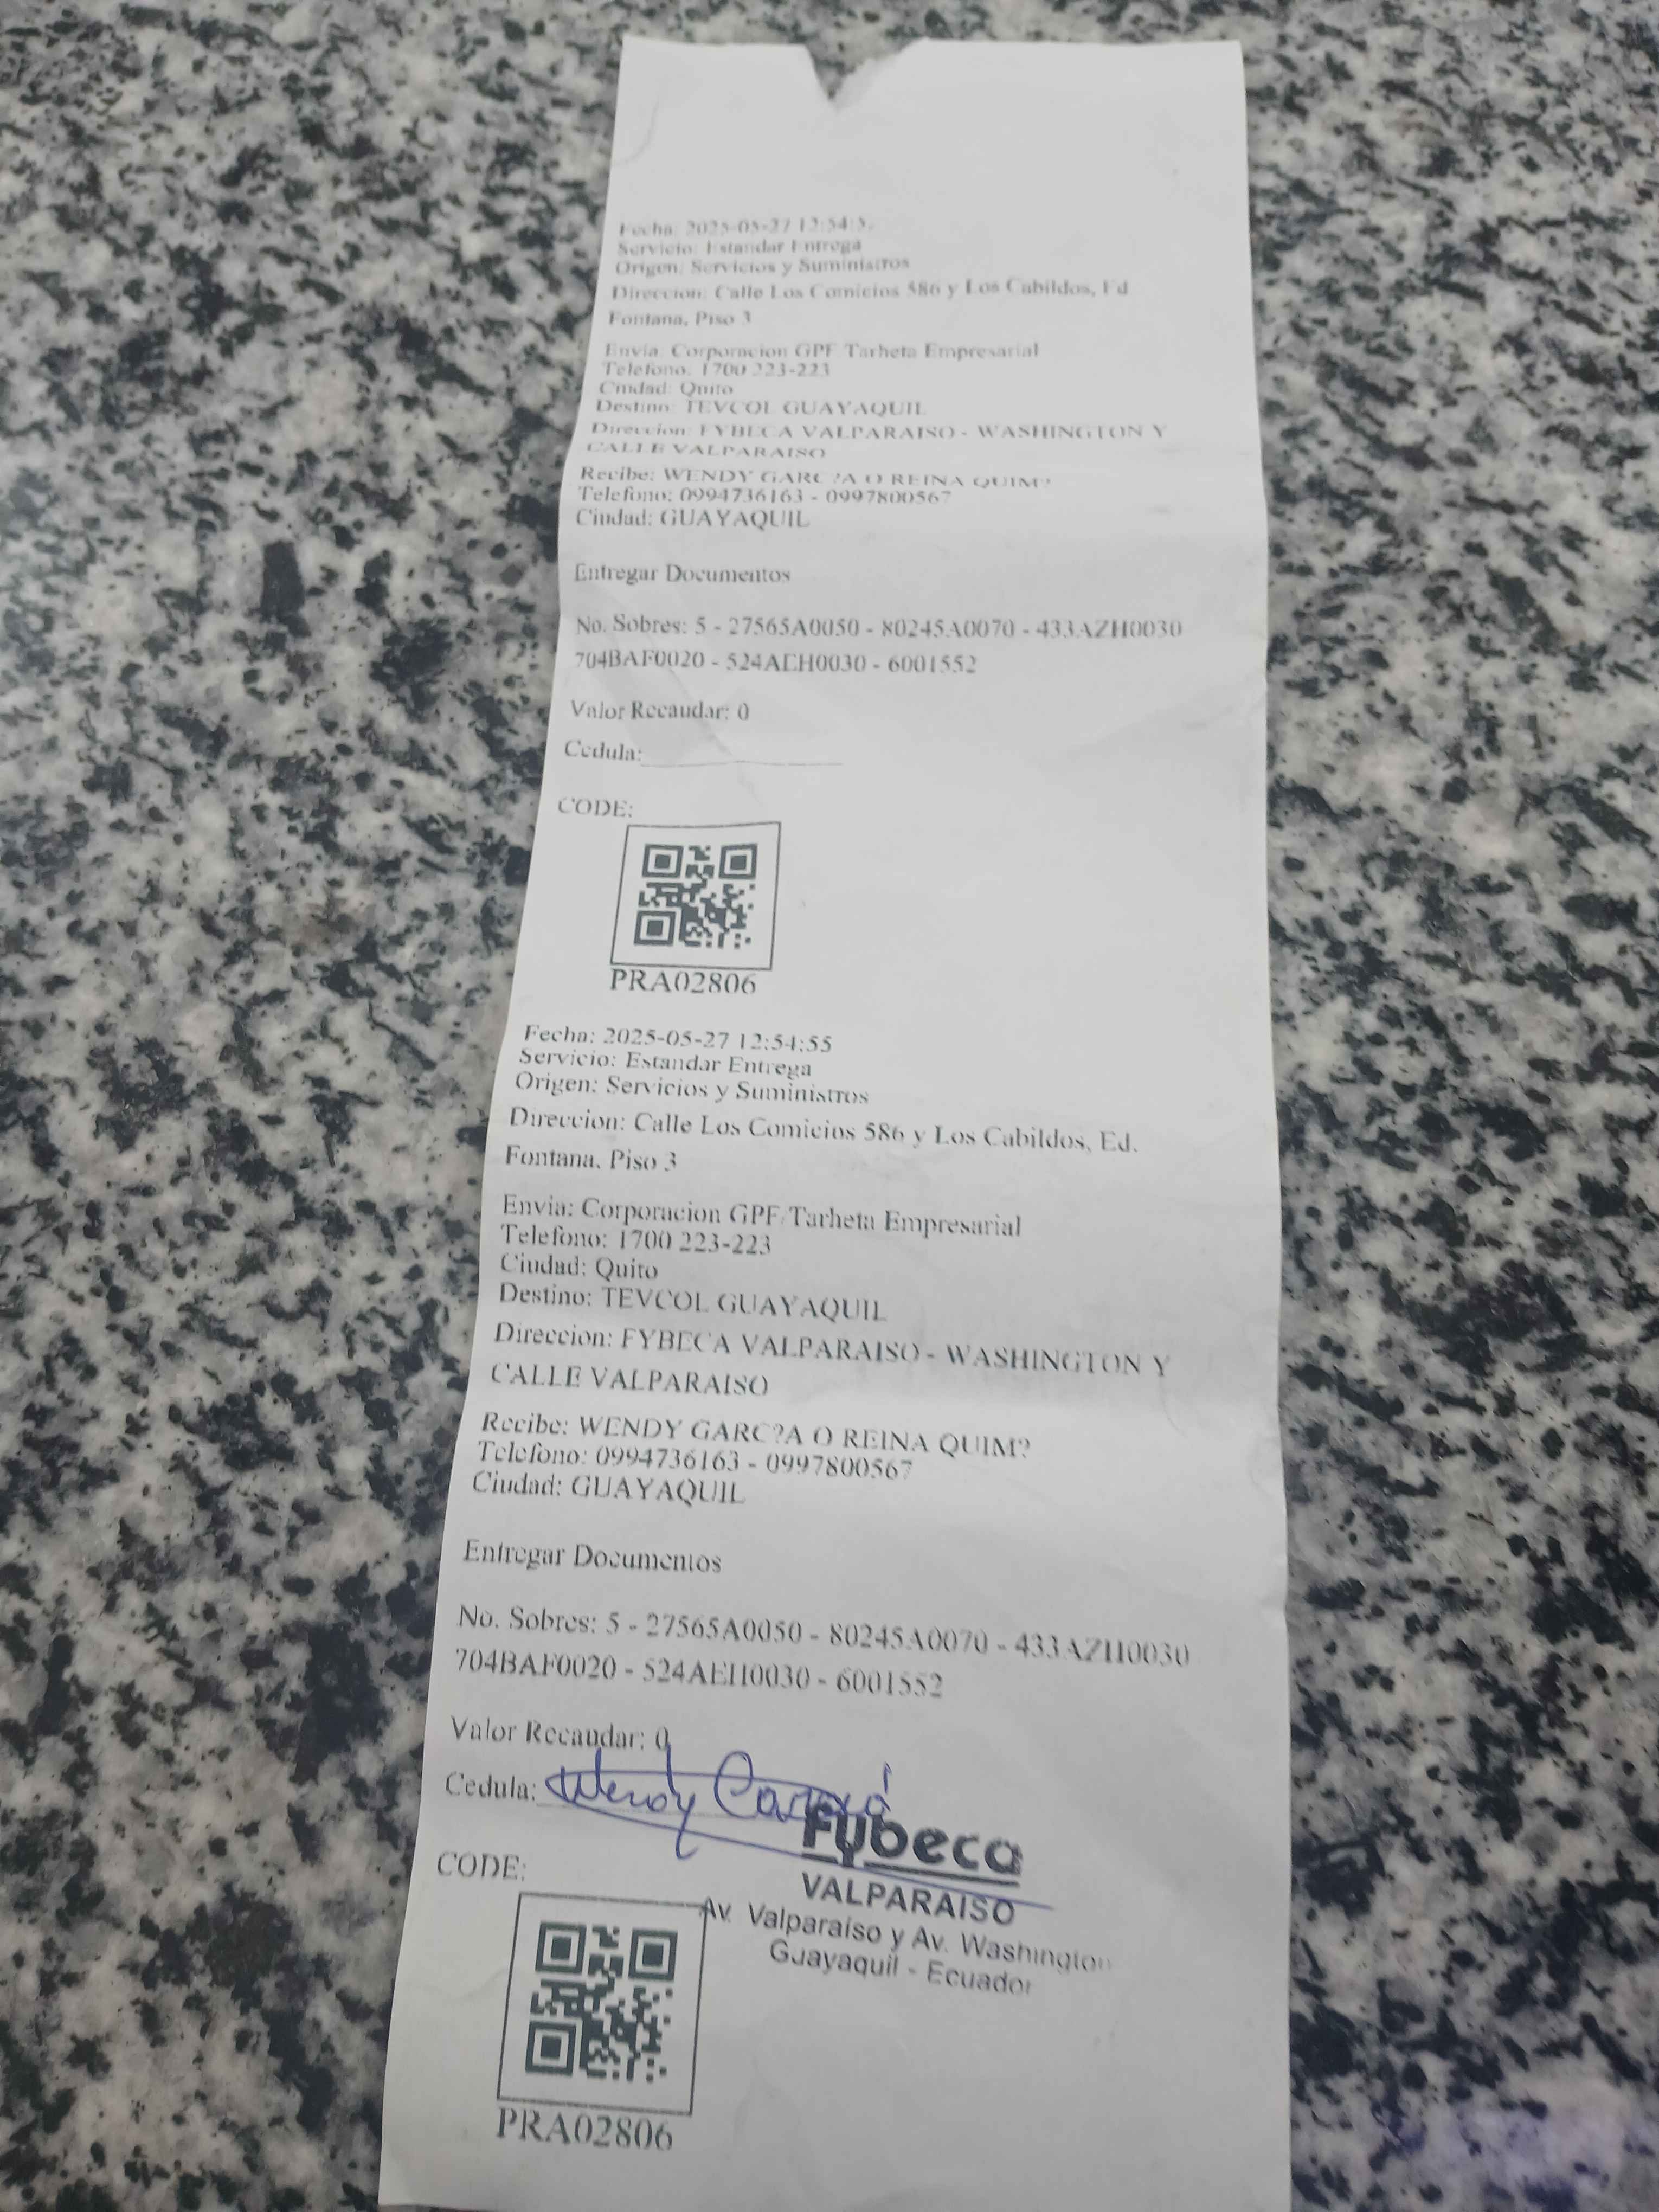 Fecha: 2025-05-27 12:54:5
Servicio: Estandar Entrega
Origen: Servicios y Suministros
Direccion: Calle Los Comicios 586 y Los Cabildos, Ed
Fontana, Piso 3
Envia: Corporacion GPF Tarheta Empresarial
Telefono: 1700 223-223
Ciudad: Quito
Destino: TEVCOL GUAYAQUIL
Direccion: FYBECA VALPARAISO - WASHINGTON Y
CALLE VALPARAISO
Recibe: WENDY GARC?A O REINA QUIM?
Telefono: 0994736163 - 0997800567
Ciudad: GUAYAQUIL
Entregar Documentos
No. Sobres: 5 - 27565A0050 - 80245A0070 - 433AZH0030
704BAF0020 - 524AEH0030 - 6001552
Valor Recaudar: 0
Cedula:
CODE:
PRA02806
Fecha: 2025-05-27 12:54:55
Servicio: Estandar Entrega
Origen: Servicios y Suministros
Direccion: Calle Los Comicios 586 y Los Cabildos, Ed.
Fontana, Piso 3
Envia: Corporacion GPF/Tarheta Empresarial
Telefono: 1700 223-223
Ciudad: Quito
Destino: TEVCOL GUAYAQUIL
Direccion: FYBECA VALPARAISO - WASHINGTON Y
CALLE VALPARAISO
Recibe: WENDY GARC?A O REINA QUIM?
Telefono: 0994736163 - 0997800567
Ciudad: GUAYAQUIL
Entregar Documentos
No. Sobres: 5 - 27565A0050 - 80245A0070 - 433AZH0030
704BAF0020 - 524AEH0030 - 6001552
Valor Recaudar: 0
Cedula: Wendy García
Fybeca
CODE:
VALPARAISO
Av. Valparaiso y Av. Washington
Guayaquil - Ecuador
PRA02806